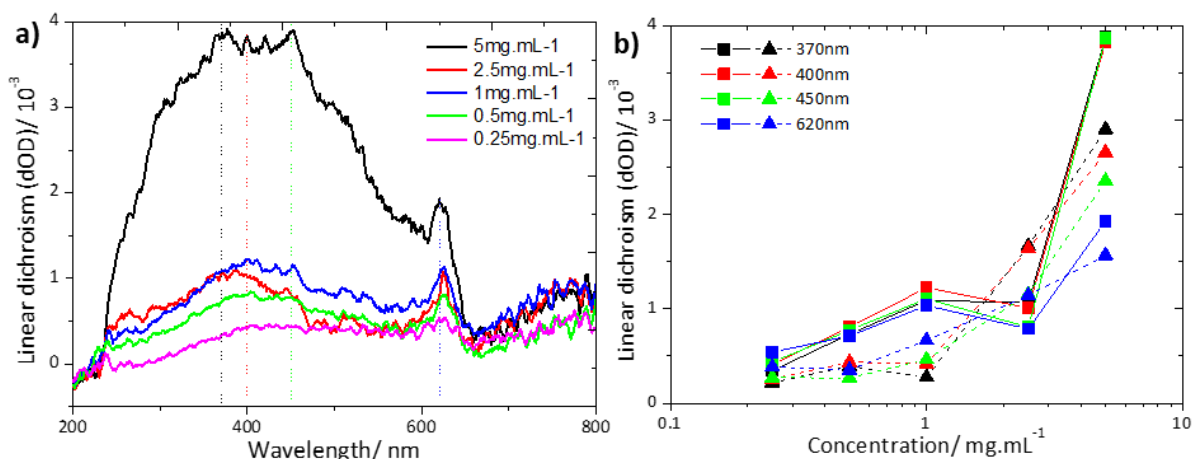 a)
4
3
2
1
0
Linear dichroism (dOD)/ 10⁻³
5mg.mL-1
2.5mg.mL-1
1mg.mL-1
0.5mg.mL-1
0.25mg.mL-1
200 400 600 800
Wavelength/ nm
b)
4
3
2
1
0
Linear dichroism (dOD)/ 10⁻³
370nm
400nm
450nm
620nm
0.1 1 10
Concentration/ mg.mL⁻¹